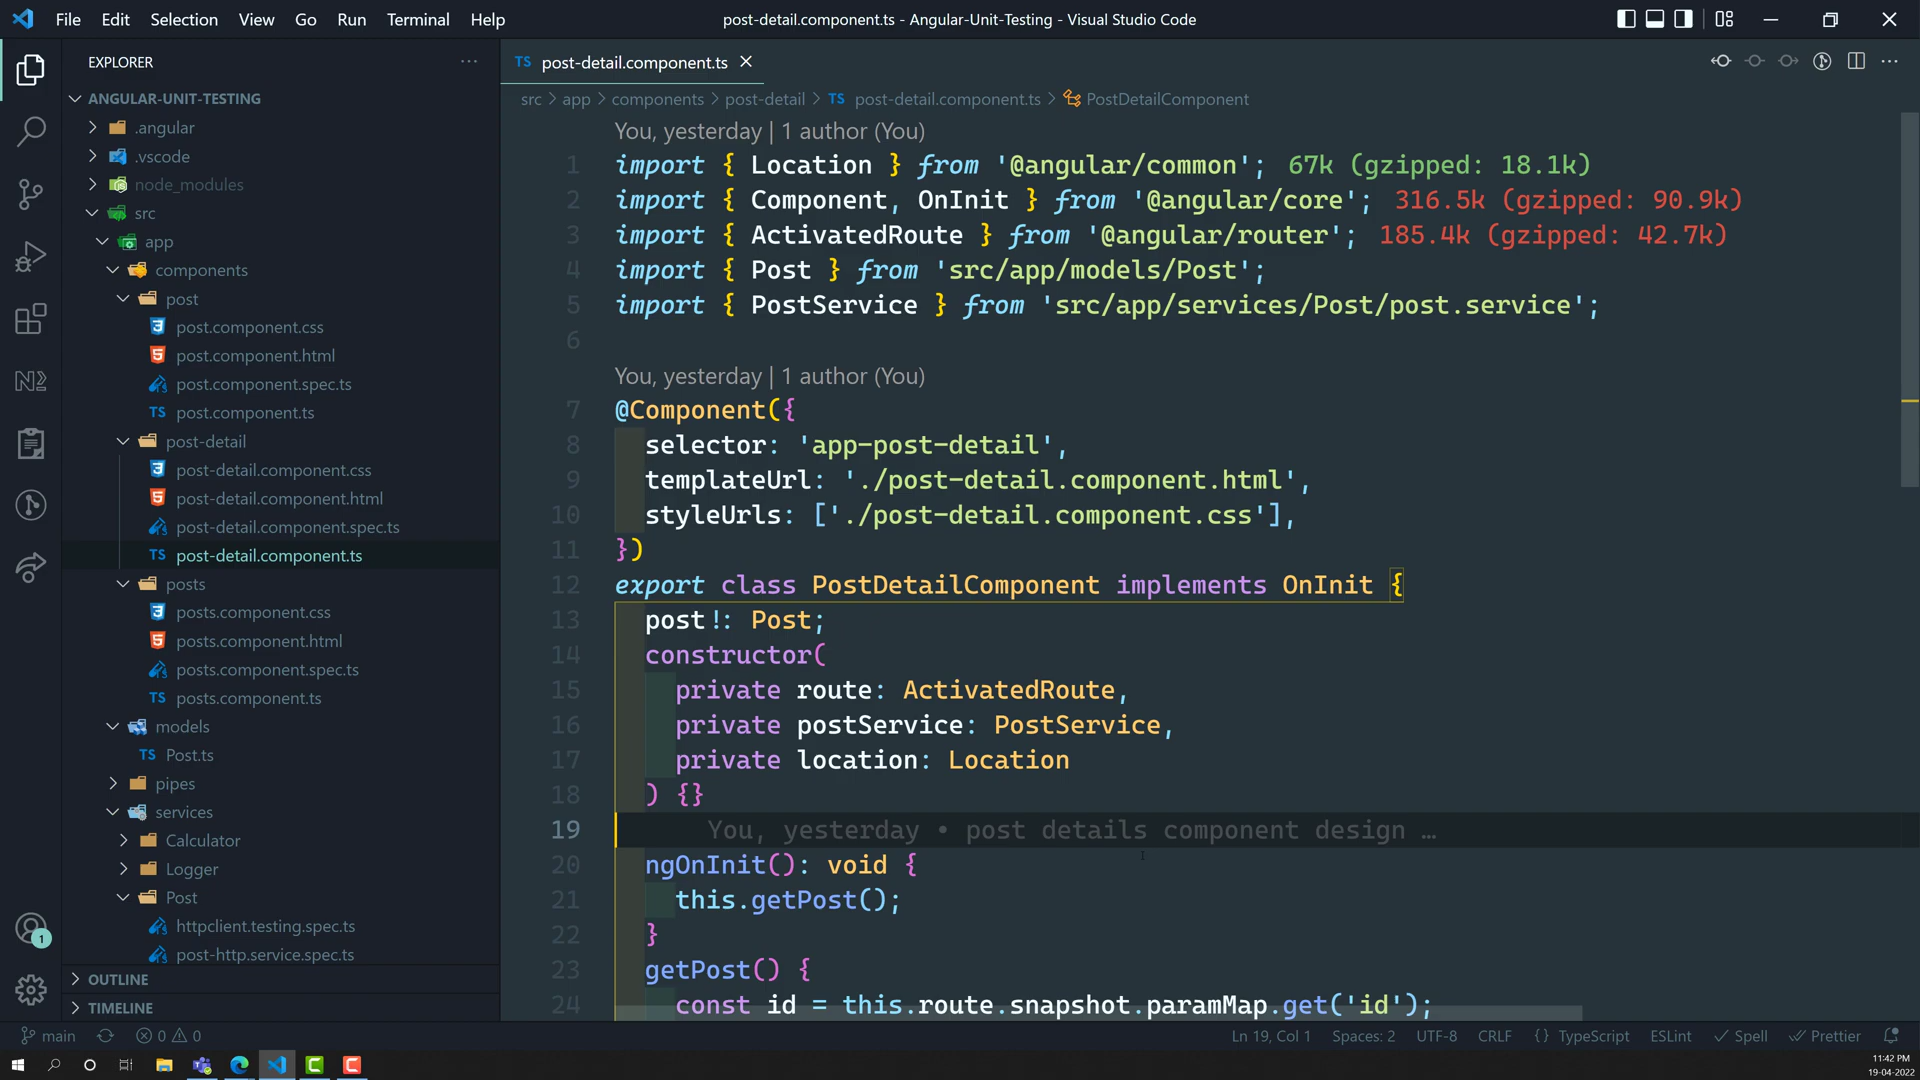 File Edit Selection View Go Run Terminal Help
post-detail.component.ts - Angular-Unit-Testing - Visual Studio Code
EXPLORER
ANGULAR-UNIT-TESTING
.angular
.vscode
node_modules
src
app
components
post
post.component.css
post.component.html
post.component.spec.ts
TS post.component.ts
post-detail
post-detail.component.css
post-detail.component.html
post-detail.component.spec.ts
TS post-detail.component.ts
posts
posts.component.css
posts.component.html
posts.component.spec.ts
TS posts.component.ts
models
TS Post.ts
pipes
services
Calculator
Logger
Post
httpclient.testing.spec.ts
post-http.service.spec.ts
OUTLINE
TIMELINE
TS post-detail.component.ts
src > app > components > post-detail > TS post-detail.component.ts > PostDetailComponent
You, yesterday | 1 author (You)
1 import { Location } from '@angular/common'; 67k (gzipped: 18.1k)
2 import { Component, OnInit } from '@angular/core'; 316.5k (gzipped: 90.9k)
3 import { ActivatedRoute } from '@angular/router'; 185.4k (gzipped: 42.7k)
4 import { Post } from 'src/app/models/Post';
5 import { PostService } from 'src/app/services/Post/post.service';
6
You, yesterday | 1 author (You)
7 @Component({
8 selector: 'app-post-detail',
9 templateUrl: './post-detail.component.html',
10 styleUrls: ['./post-detail.component.css'],
11 })
12 export class PostDetailComponent implements OnInit {
13 post!: Post;
14 constructor(
15 private route: ActivatedRoute,
16 private postService: PostService,
17 private location: Location
18 ) {}
19 You, yesterday • post details component design …
20 ngOnInit(): void {
21 this.getPost();
22 }
23 getPost() {
24 const id = this.route.snapshot.paramMap.get('id');
1
main 0 0 Ln 19, Col 1 Spaces: 2 UTF-8 CRLF {} TypeScript ESLint Spell Prettier
11:42 PM
19-04-2022